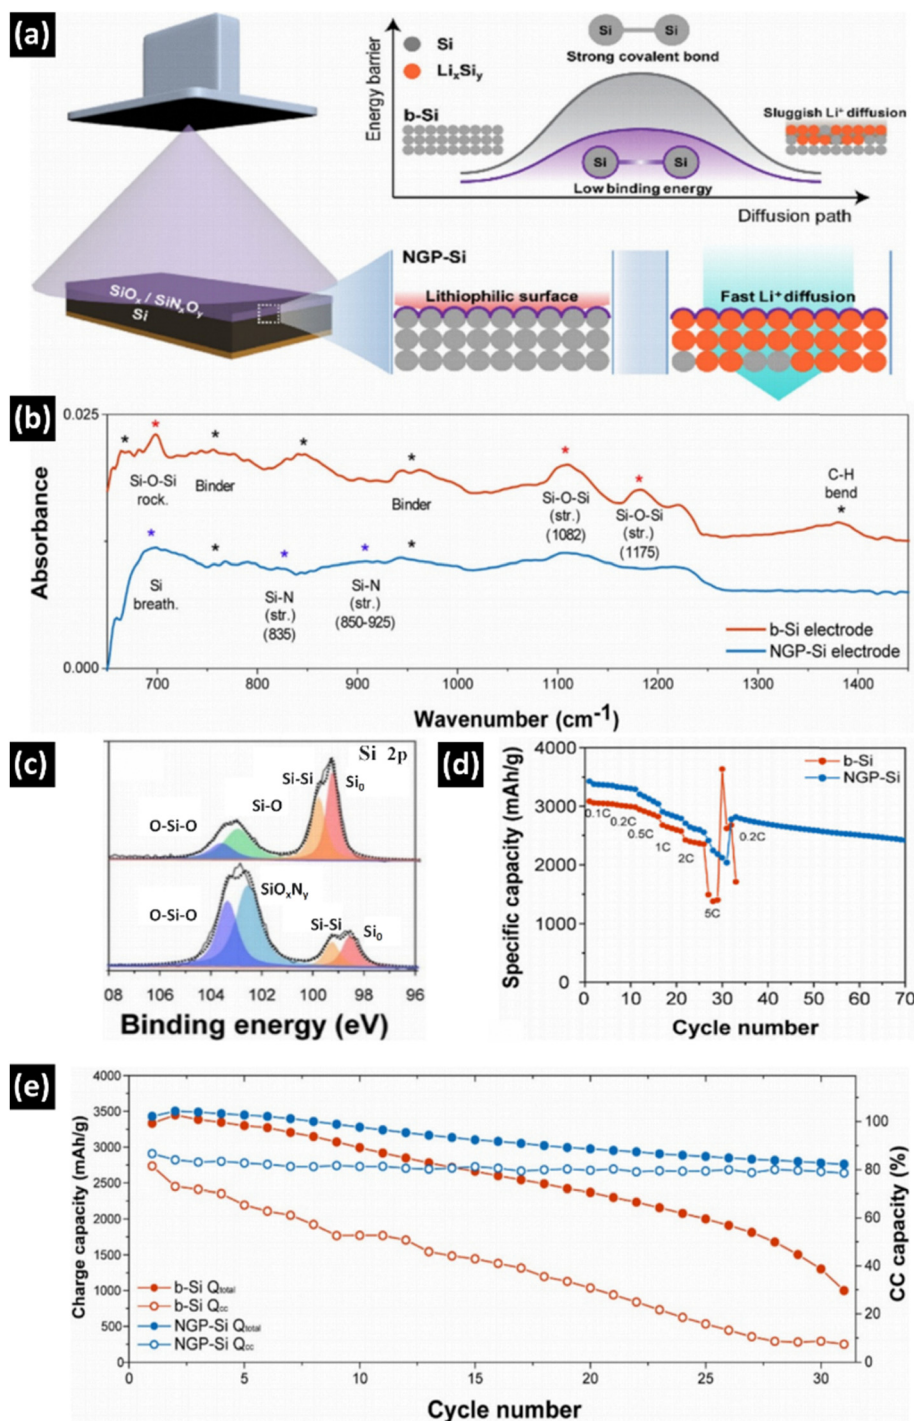 (a)
Si
LixSiy
Energy barrier
Si Si
Strong covalent bond
b-Si
Sluggish Li+ diffusion
Si Si
Low binding energy
Diffusion path
SiOx / SiNxOy
Si
NGP-Si
Lithiophilic surface
Fast Li+ diffusion
(b)
0.025
Absorbance
0.000
Si-O-Si
rock.
Binder
Binder
Si-O-Si
(str.)
(1082)
Si-O-Si
(str.)
(1175)
C-H
bend
Si
breath.
Si-N
(str.)
(835)
Si-N
(str.)
(850-925)
b-Si electrode
NGP-Si electrode
700 800 900 1000 1100 1200 1300 1400
Wavenumber (cm-1)
(c)
Si 2p
Si-Si
Si0
Si-O
O-Si-O
SiOxNy
O-Si-O
Si-Si
Si0
08 106 104 102 100 98 96
Binding energy (eV)
(d)
Specific capacity (mAh/g)
4000
3000
2000
1000
0
b-Si
NGP-Si
0.1C
0.2C
0.5C
1C
2C
5C
0.2C
0 10 20 30 40 50 60 70
Cycle number
(e)
Charge capacity (mAh/g)
4000
3500
3000
2500
2000
1500
1000
500
0
b-Si Qtotal
b-Si Qcc
NGP-Si Qtotal
NGP-Si Qcc
100
80
60
40
20
0
CC capacity (%)
0 5 10 15 20 25 30
Cycle number